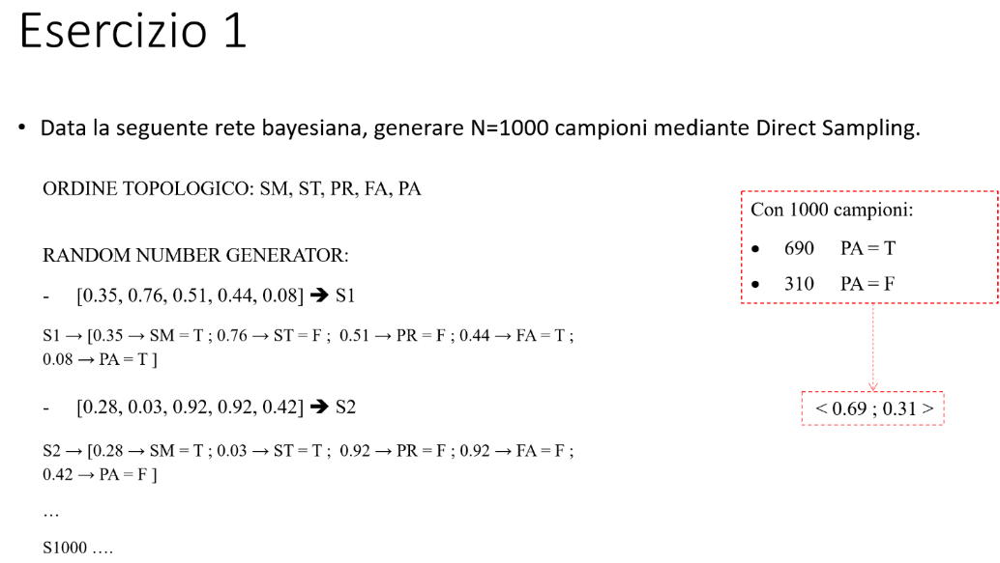 Esercizio 1
• Data la seguente rete bayesiana, generare N=1000 campioni mediante Direct Sampling.
ORDINE TOPOLOGICO: SM, ST, PR, FA, PA
RANDOM NUMBER GENERATOR:
- [0.35, 0.76, 0.51, 0.44, 0.08] ➔ S1
S1 → [0.35 → SM = T ; 0.76 → ST = F ; 0.51 → PR = F ; 0.44 → FA = T ;
0.08 → PA = T ]
- [0.28, 0.03, 0.92, 0.92, 0.42] ➔ S2
S2 → [0.28 → SM = T ; 0.03 → ST = T ; 0.92 → PR = F ; 0.92 → FA = F ;
0.42 → PA = F ]
…
S1000 ….
Con 1000 campioni:
• 690 PA = T
• 310 PA = F
< 0.69 ; 0.31 >